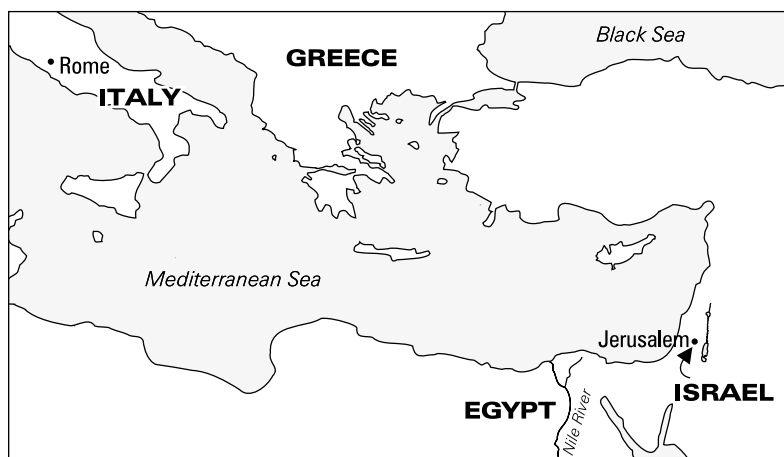 Black Sea
GREECE
Rome
ITALY
Mediterranean Sea
Jerusalem
ISRAEL
EGYPT
Nile River